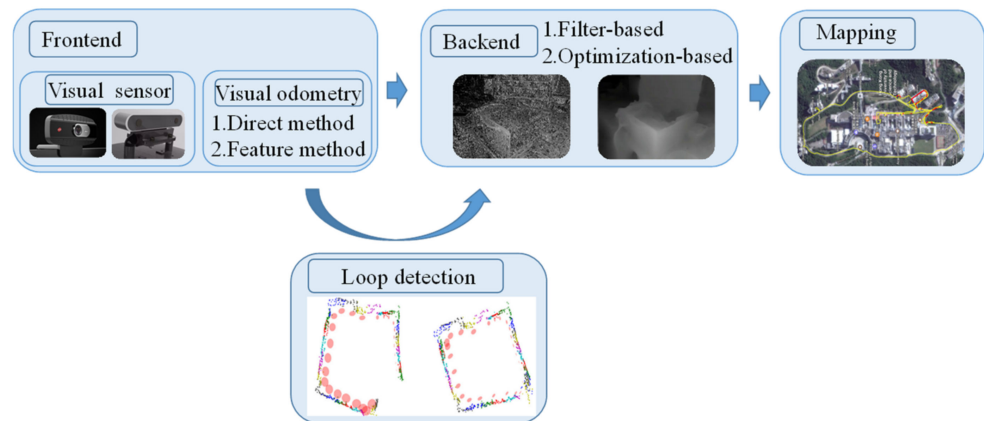 Frontend
Visual sensor
Visual odometry
1.Direct method
2.Feature method
Backend
1.Filter-based
2.Optimization-based
Mapping
Loop detection